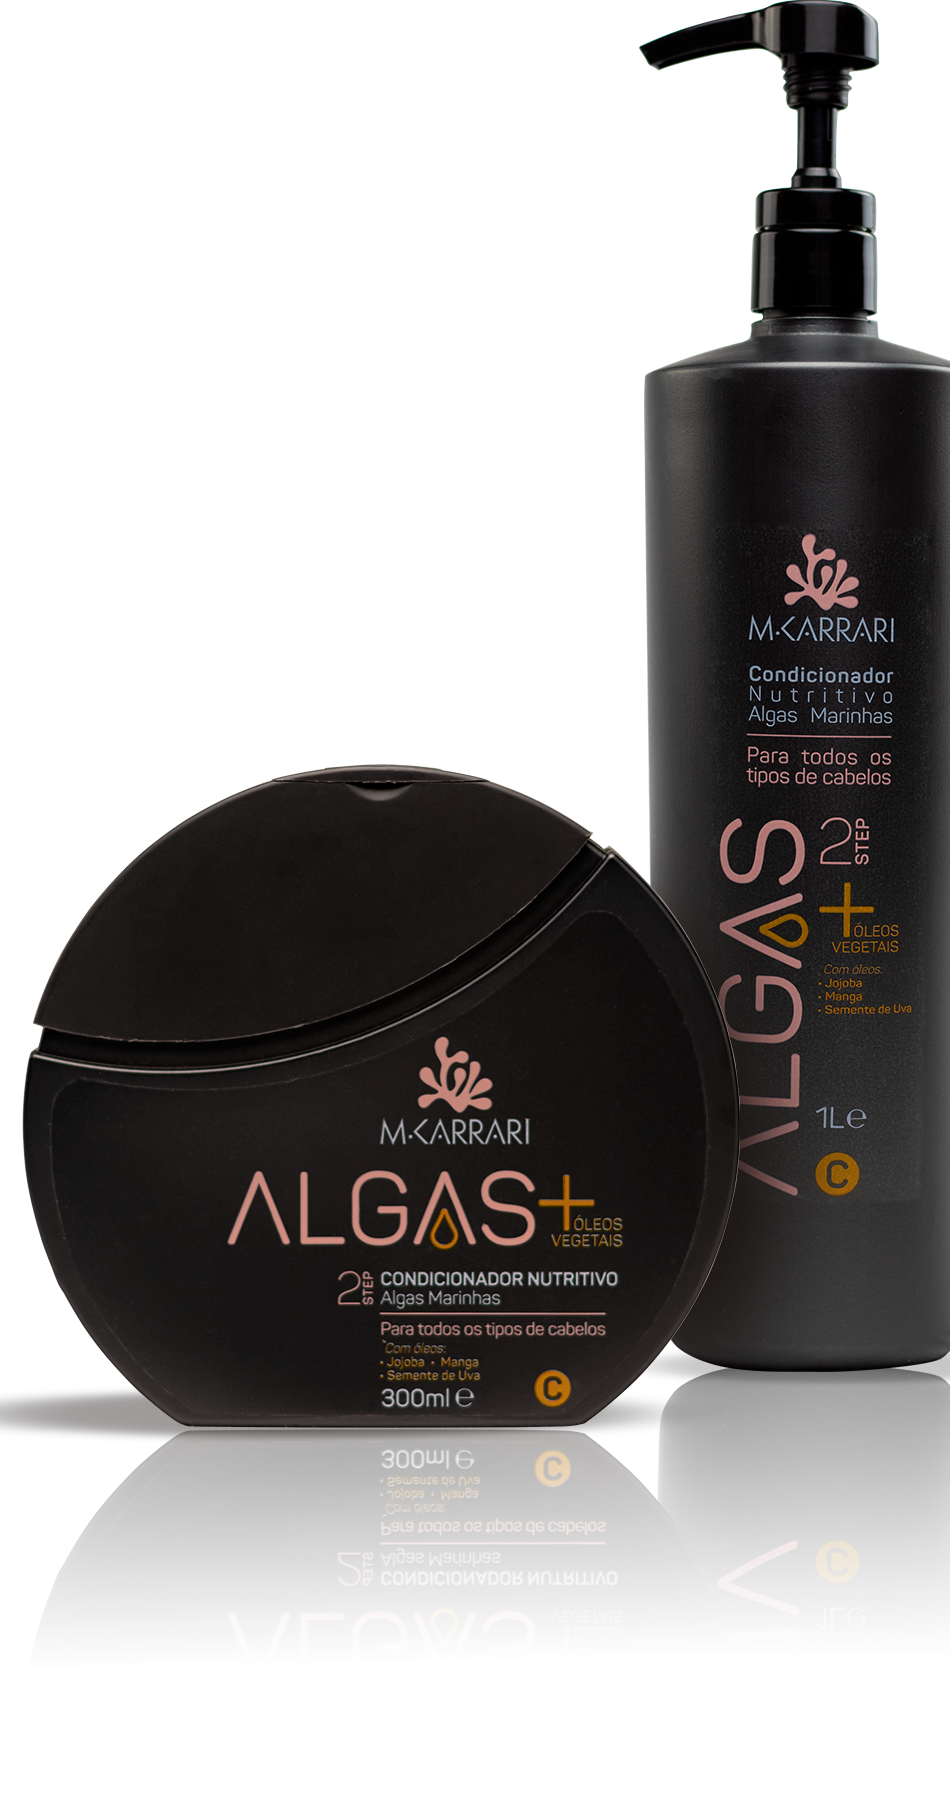 M·CARRARI
Condicionador
Nutritivo
Algas Marinhas
Para todos os
tipos de cabelos
ALGAS
2 STEP
+
ÓLEOS
VEGETAIS
Com óleos:
• Jojoba
• Manga
• Semente de Uva
1L e
C
M·CARRARI
ALGAS+
ÓLEOS
VEGETAIS
2 STEP
CONDICIONADOR NUTRITIVO
Algas Marinhas
Para todos os tipos de cabelos
Com óleos:
• Jojoba • Manga
• Semente de Uva
300ml e
C